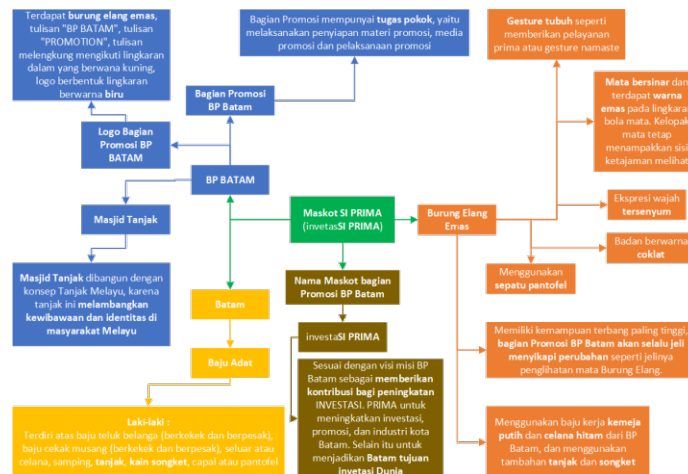 Terdapat burung elang emas,
tulisan "BP BATAM", tulisan
"PROMOTION", tulisan
melengkung mengikuti lingkaran
dalam yang berwana kuning,
logo berbentuk lingkaran
berwarna biru
Bagian Promosi mempunyai tugas pokok, yaitu
melaksanakan penyiapan materi promosi, media
promosi dan pelaksanaan promosi
Gesture tubuh seperti
memberikan pelayanan
prima atau gesture namaste
Mata bersinar dan
terdapat warna
emas pada lingkaran
bola mata. Kelopak
mata tetap
menampakkan sisi
ketajaman melihat
Bagian Promosi
BP Batam
Logo Bagian
Promosi BP
BATAM
BP BATAM
Masjid Tanjak
Maskot SI PRIMA
(invetasSI PRIMA)
Burung Elang
Emas
Ekspresi wajah
tersenyum
Badan berwarna
coklat
Menggunakan
sepatu pantofel
Masjid Tanjak dibangun dengan
konsep Tanjak Melayu, karena
tanjak ini melambangkan
kewibawaan dan identitas di
masyarakat Melayu
Batam
Nama Maskot bagian
Promosi BP Batam
investaSI PRIMA
Baju Adat
Memiliki kemampuan terbang paling tinggi,
bagian Promosi BP Batam akan selalu jeli
menyikapi perubahan seperti jelinya
penglihatan mata Burung Elang.
Sesuai dengan visi misi BP
Batam sebagai memberikan
kontribusi bagi peningkatan
INVESTASI. PRIMA untuk
meningkatan investasi,
promosi, dan industri kota
Batam. Selain itu untuk
menjadikan Batam tujuan
invetasi Dunia
Laki-laki :
Terdiri atas baju teluk belanga (berkekek dan berpesak),
baju cekak musang (berkekek dan berpesak), seluar atau
celana, samping, tanjak, kain songket, capal atau pantofel
Menggunakan baju kerja kemeja
putih dan celana hitam dari BP
Batam, dan menggunakan
tambahan tanjak dan songket